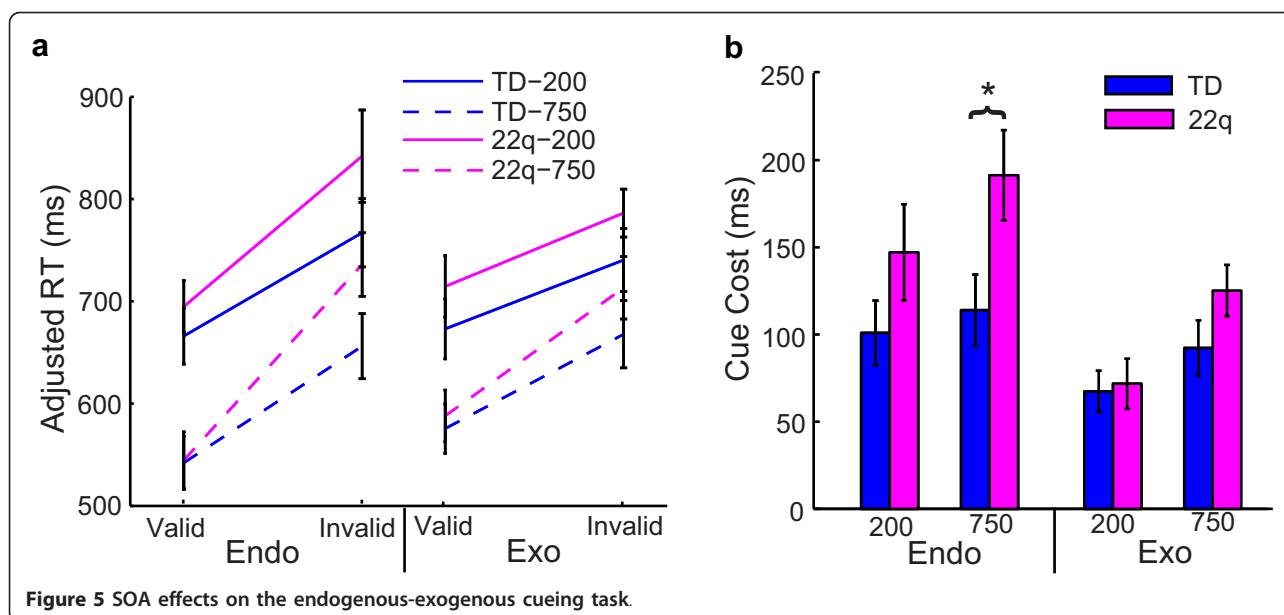 a
TD−200
TD−750
22q−200
22q−750
900
800
700
600
500
Adjusted RT (ms)
Valid Invalid Valid Invalid
Endo Exo
b
TD
22q
*
250
200
150
100
50
0
Cue Cost (ms)
200 750 200 750
Endo Exo
Figure 5 SOA effects on the endogenous-exogenous cueing task.